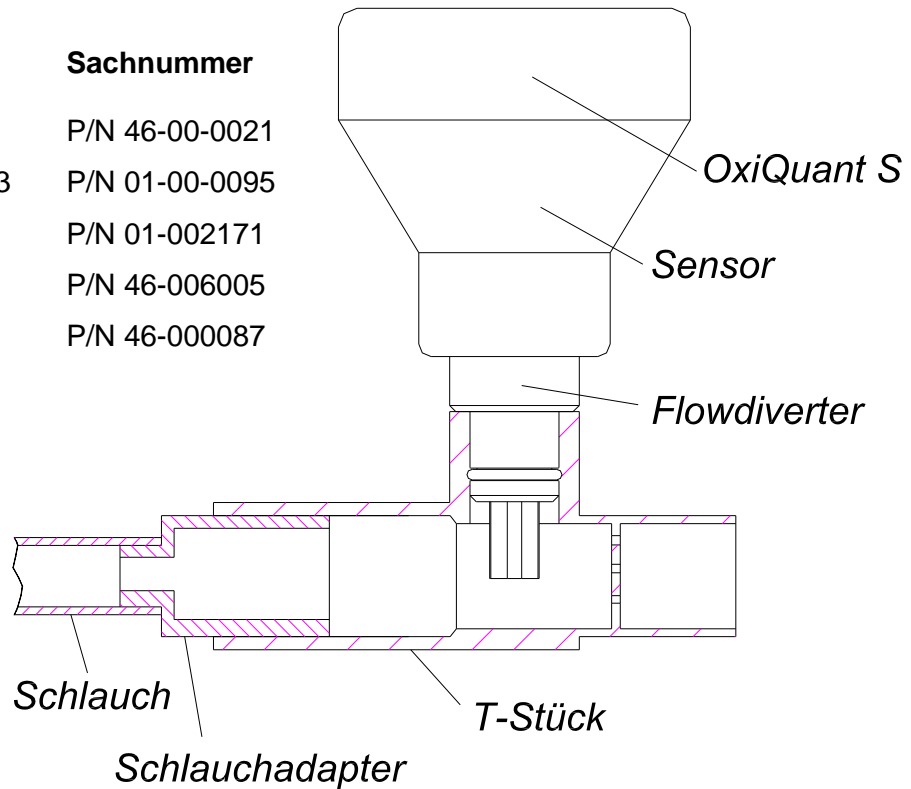 Sachnummer
P/N 46-00-0021
3 P/N 01-00-0095
P/N 01-002171
P/N 46-006005
P/N 46-000087
OxiQuant S
Sensor
Flowdiverter
Schlauch
T-Stück
Schlauchadapter